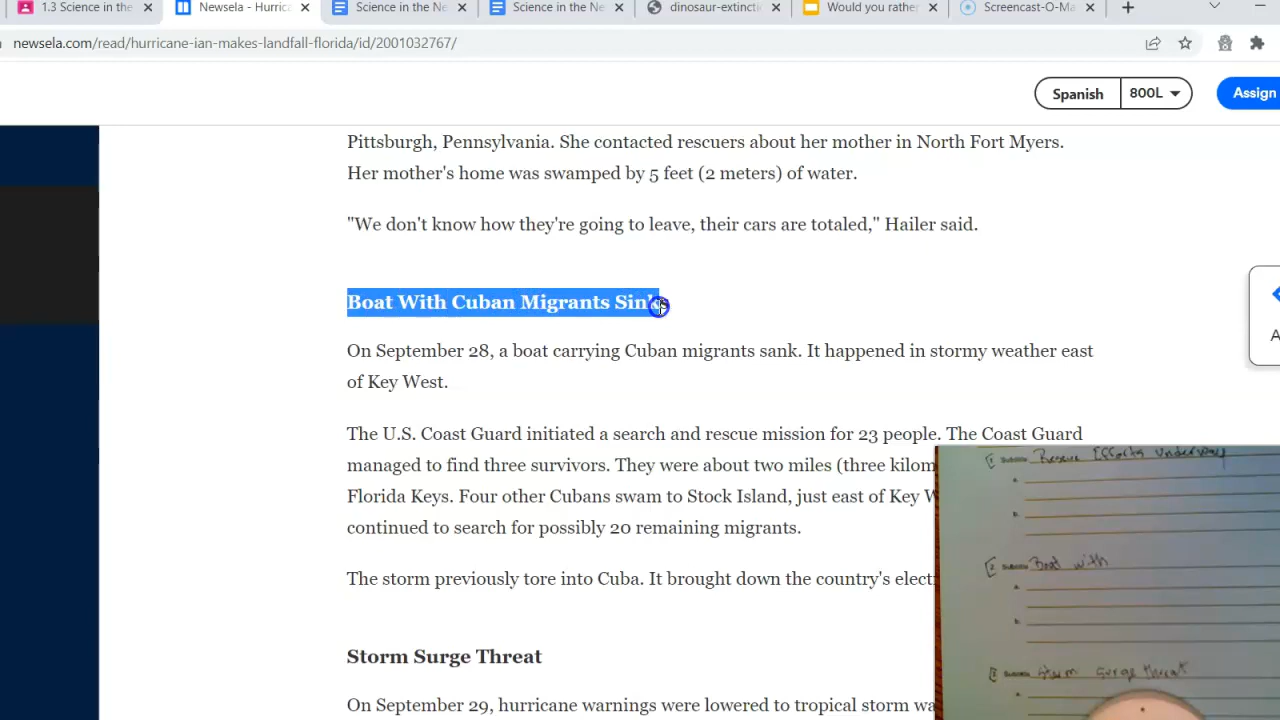 1.3 Science in the
Newsela - Hurric
Science in the Ne
Science in the Ne
dinosaur-extincti
Would you rathe
Screencast-O-Ma
newsela.com/read/hurricane-ian-makes-landfall-florida/id/2001032767/
Spanish
800L
Assign
Pittsburgh, Pennsylvania. She contacted rescuers about her mother in North Fort Myers.
Her mother's home was swamped by 5 feet (2 meters) of water.
"We don't know how they're going to leave, their cars are totaled," Hailer said.
Boat With Cuban Migrants Sinks
On September 28, a boat carrying Cuban migrants sank. It happened in stormy weather east
of Key West.
The U.S. Coast Guard initiated a search and rescue mission for 23 people. The Coast Guard
managed to find three survivors. They were about two miles (three kilom
Florida Keys. Four other Cubans swam to Stock Island, just east of Key W
continued to search for possibly 20 remaining migrants.
The storm previously tore into Cuba. It brought down the country's elect
Storm Surge Threat
On September 29, hurricane warnings were lowered to tropical storm wa
A
Rescue Efforts Underway
a.
b.
Boat with
a.
b.
Storm surge threat
a.